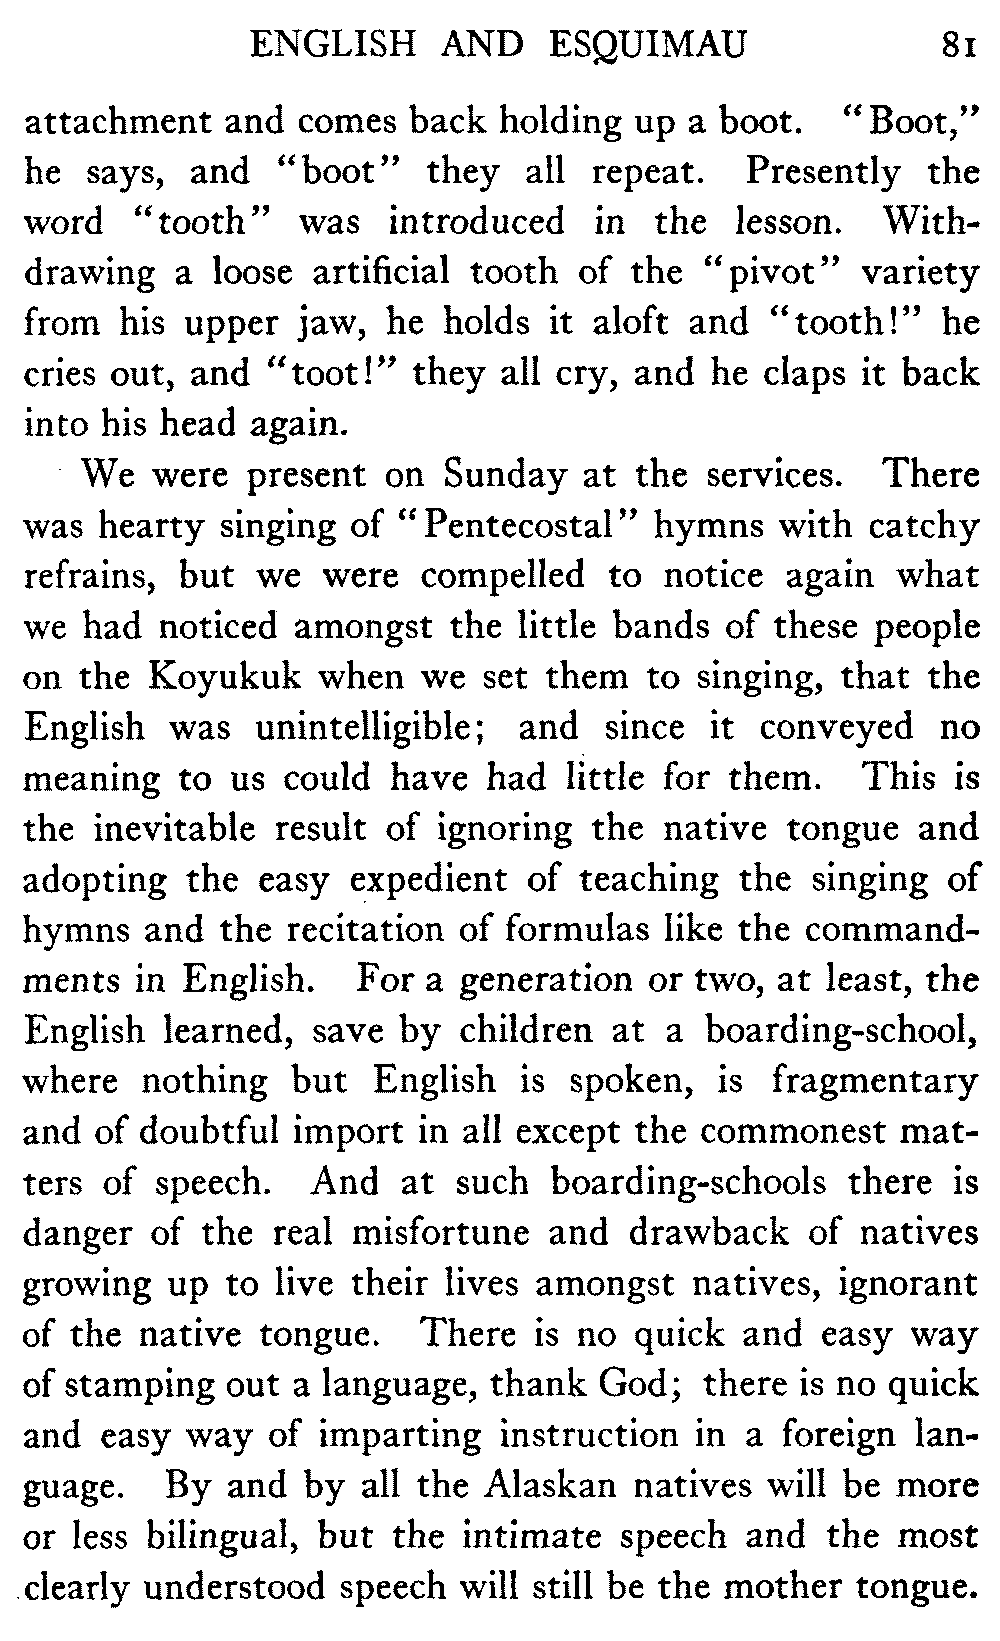 ENGLISH AND ESQUIMAU 81
attachment and comes back holding up a boot. “Boot,”
he says, and “boot” they all repeat. Presently the
word “tooth” was introduced in the lesson. With-
drawing a loose artificial tooth of the “pivot” variety
from his upper jaw, he holds it aloft and “tooth!” he
cries out, and “toot!” they all cry, and he claps it back
into his head again.
We were present on Sunday at the services. There
was hearty singing of “Pentecostal” hymns with catchy
refrains, but we were compelled to notice again what
we had noticed amongst the little bands of these people
on the Koyukuk when we set them to singing, that the
English was unintelligible; and since it conveyed no
meaning to us could have had little for them. This is
the inevitable result of ignoring the native tongue and
adopting the easy expedient of teaching the singing of
hymns and the recitation of formulas like the command-
ments in English. For a generation or two, at least, the
English learned, save by children at a boarding-school,
where nothing but English is spoken, is fragmentary
and of doubtful import in all except the commonest mat-
ters of speech. And at such boarding-schools there is
danger of the real misfortune and drawback of natives
growing up to live their lives amongst natives, ignorant
of the native tongue. There is no quick and easy way
of stamping out a language, thank God; there is no quick
and easy way of imparting instruction in a foreign lan-
guage. By and by all the Alaskan natives will be more
or less bilingual, but the intimate speech and the most
clearly understood speech will still be the mother tongue.